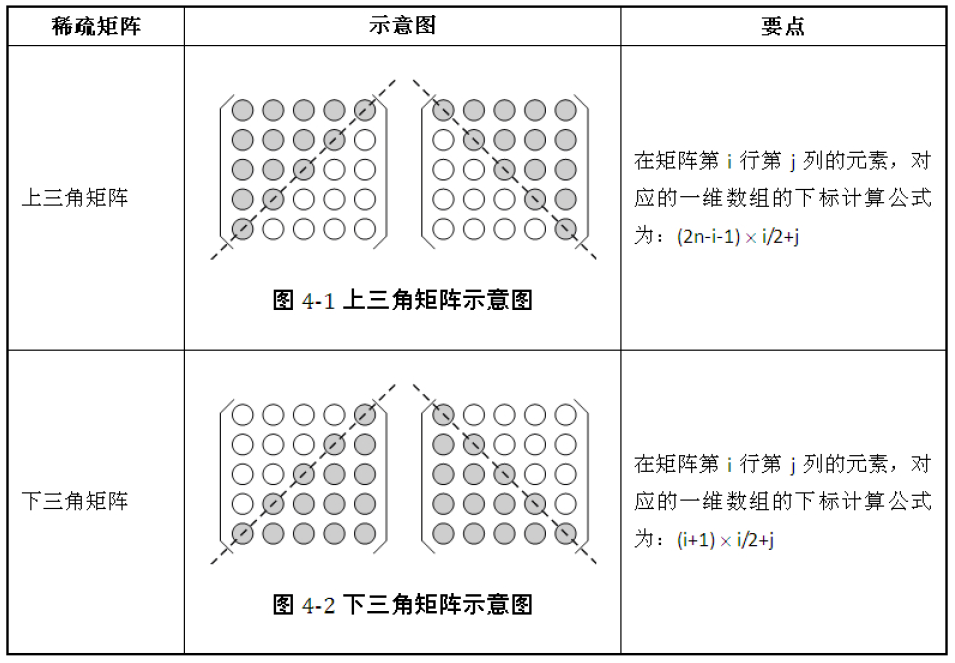 稀疏矩阵
示意图
要点
上三角矩阵
图 4-1 上三角矩阵示意图
在矩阵第 i 行第 j 列的元素，对
应的一维数组的下标计算公式
为：(2n-i-1)×i/2+j
下三角矩阵
图 4-2 下三角矩阵示意图
在矩阵第 i 行第 j 列的元素，对
应的一维数组的下标计算公式
为：(i+1)×i/2+j